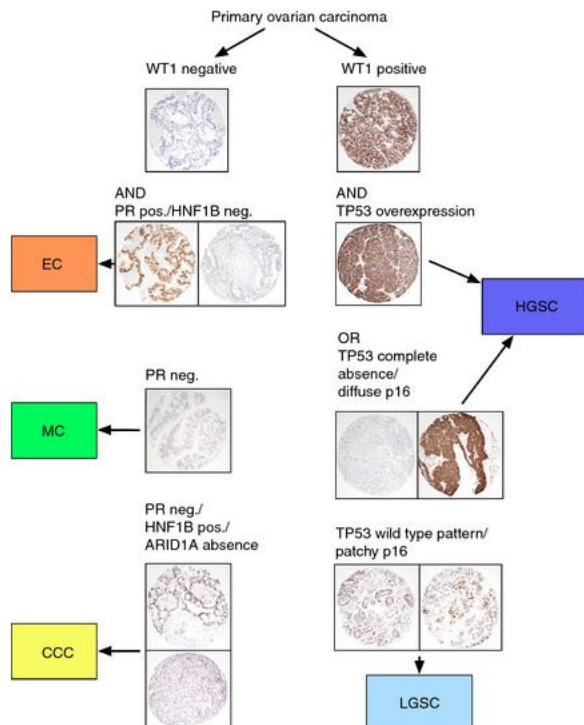 Primary ovarian carcinoma
WT1 negative
WT1 positive
AND
PR pos./HNF1B neg.
AND
TP53 overexpression
EC
HGSC
OR
TP53 complete
absence/
diffuse p16
PR neg.
MC
PR neg./
HNF1B pos./
ARID1A absence
TP53 wild type pattern/
patchy p16
CCC
LGSC